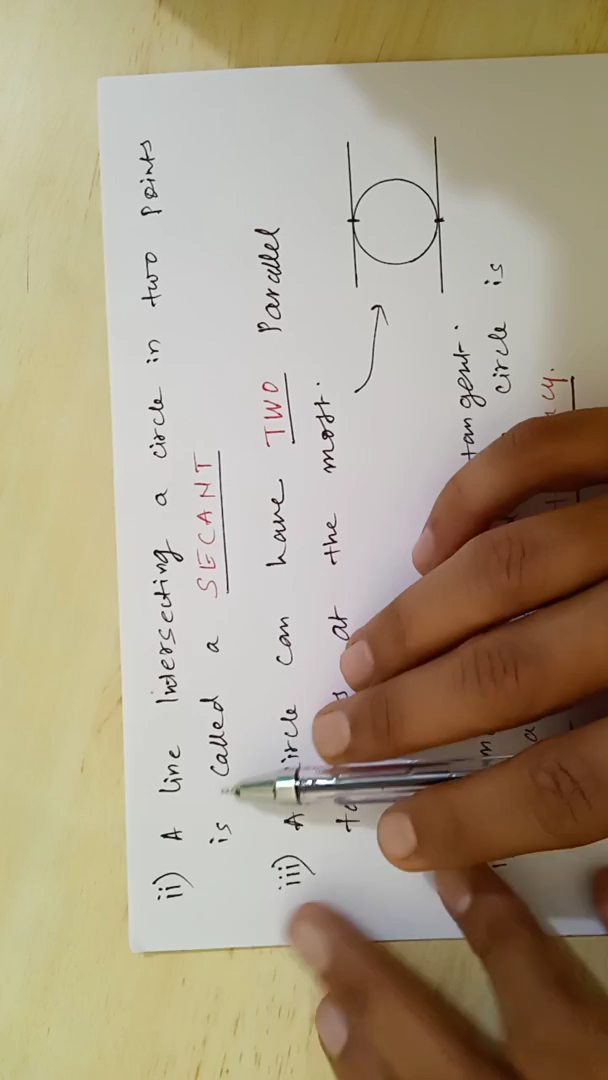 ii) A line Intersecting a circle in two points
is called a SECANT
iii) A circle can have TWO Parallel
at the most.
tangent.
circle is